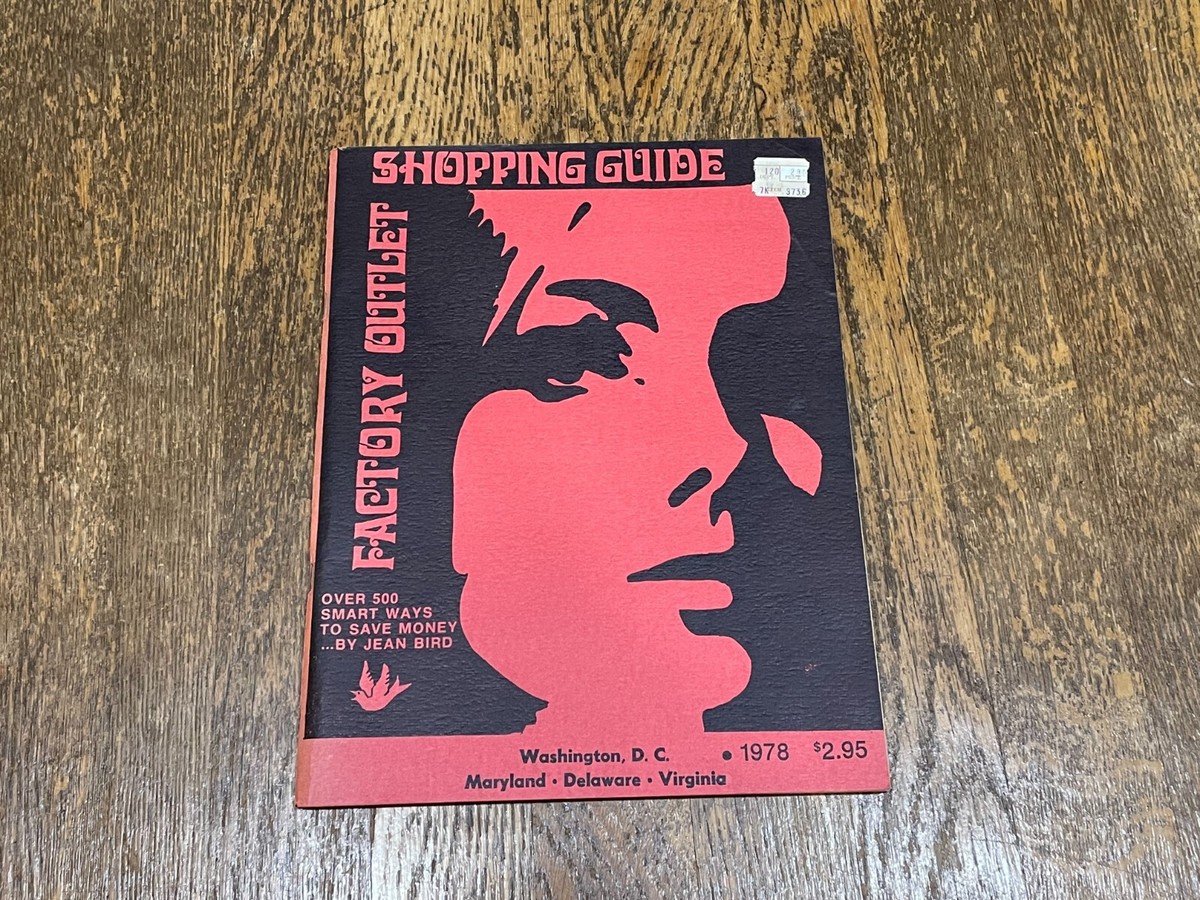 SHOPPING GUIDE
FACTORY OUTLET
OVER 500
SMART WAYS
TO SAVE MONEY
...BY JEAN BIRD
Washington, D. C.
Maryland • Delaware • Virginia
• 1978 $2.95